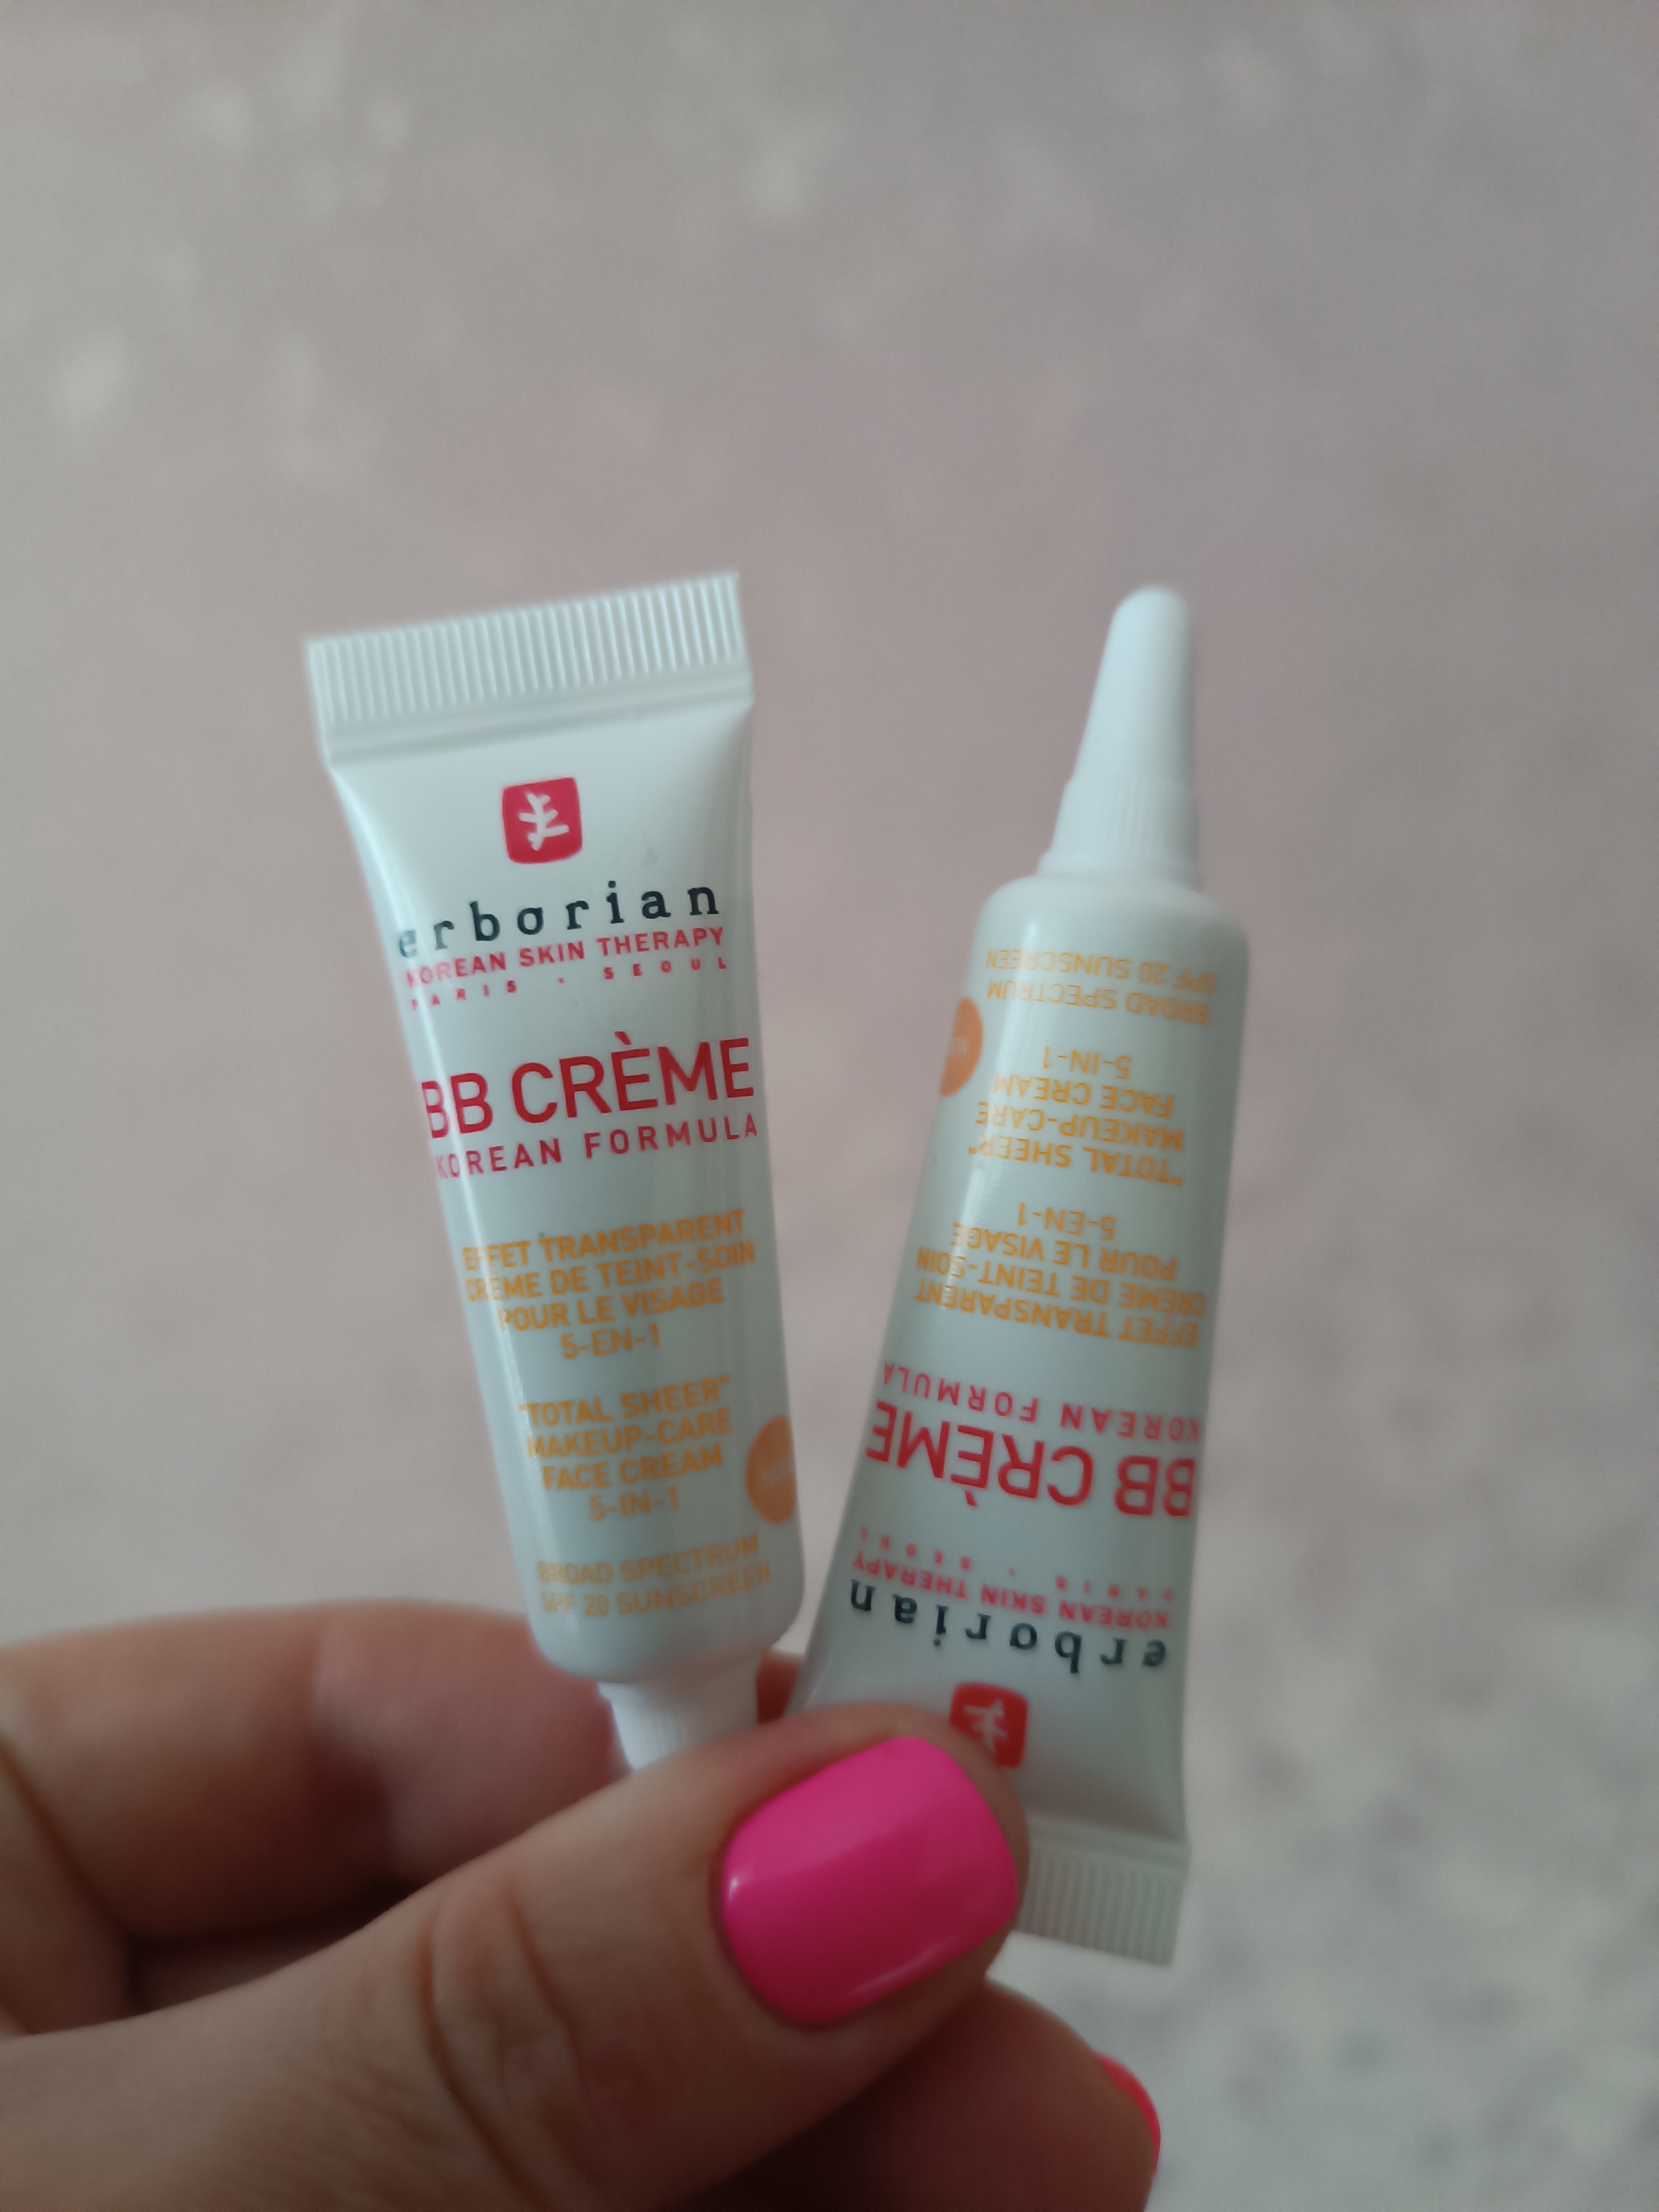 erborian
KOREAN SKIN THERAPY
PARIS · SEOUL
BB CRÈME
KOREAN FORMULA
EFFET TRANSPARENT
CRÈME DE TEINT-SOIN
POUR LE VISAGE
5-EN-1
"TOTAL SHEER"
MAKEUP-CARE
FACE CREAM
5-IN-1
BROAD SPECTRUM
SPF 20 SUNSCREEN
erborian
KOREAN SKIN THERAPY
PARIS · SEOUL
BB CRÈME
KOREAN FORMULA
EFFET TRANSPARENT
CRÈME DE TEINT-SOIN
POUR LE VISAGE
5-EN-1
"TOTAL SHEER"
MAKEUP-CARE
FACE CREAM
5-IN-1
BROAD SPECTRUM
SPF 20 SUNSCREEN